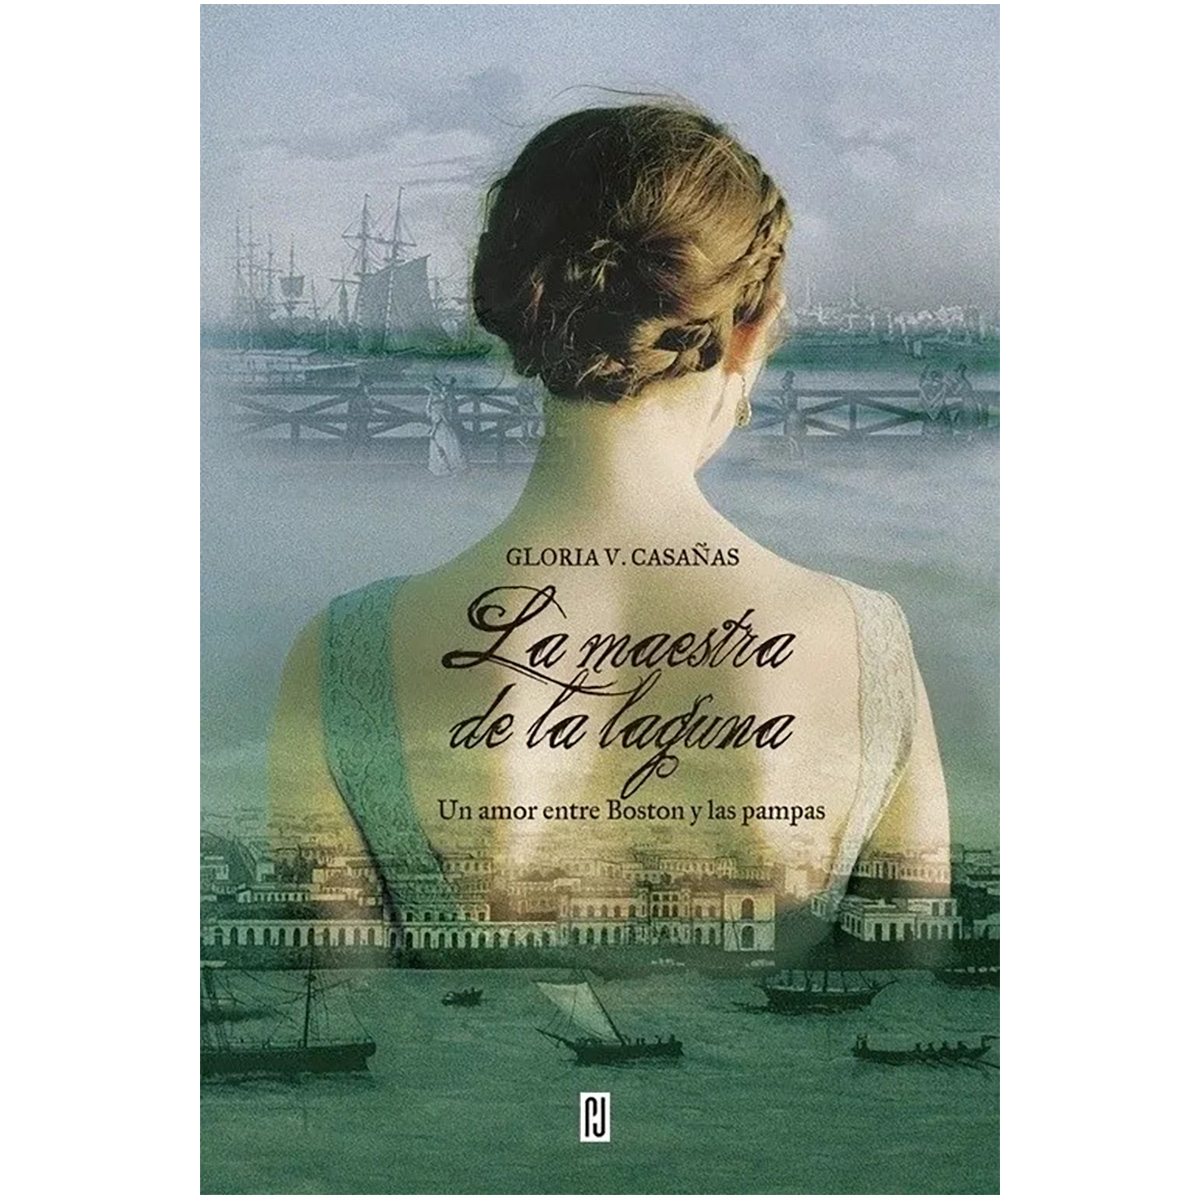 GLORIA V. CASAÑAS
La maestra
de la laguna
Un amor entre Boston y las pampas
PJ